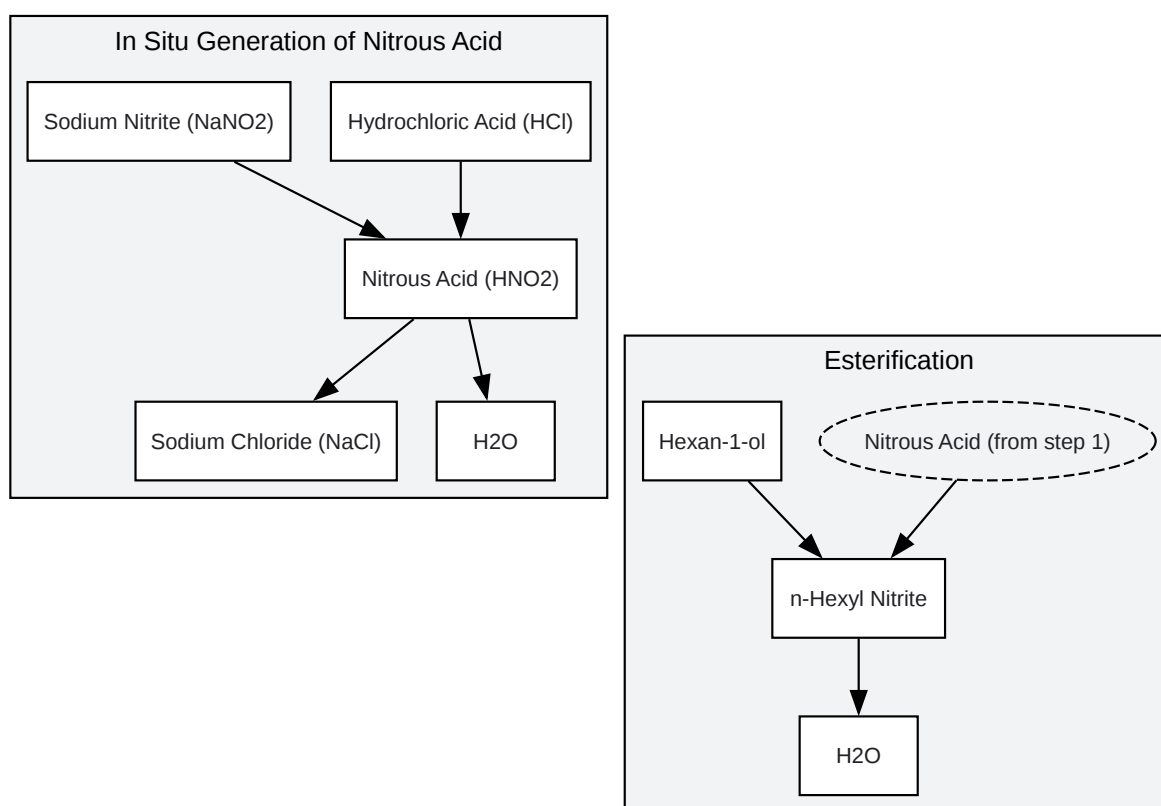 In Situ Generation of Nitrous Acid
Sodium Nitrite (NaNO2)
Hydrochloric Acid (HCl)
Nitrous Acid (HNO2)
Sodium Chloride (NaCl)
H2O
Esterification
Hexan-1-ol
Nitrous Acid (from step 1)
n-Hexyl Nitrite
H2O